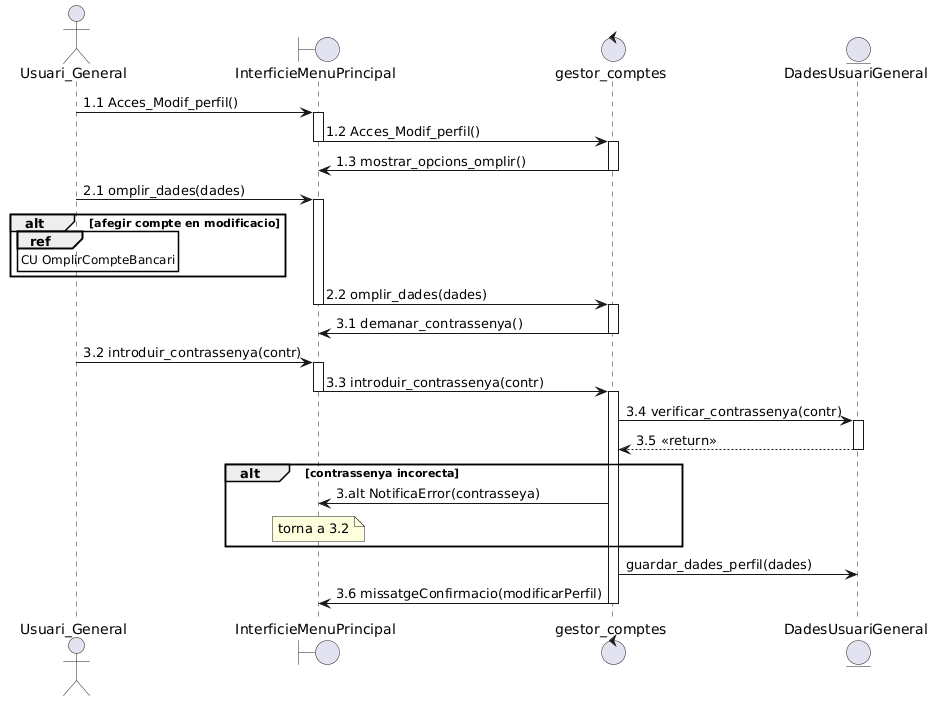 Usuari_General
InterficieMenuPrincipal
gestor_comptes
DadesUsuariGeneral
1.1 Acces_Modif_perfil()
1.2 Acces_Modif_perfil()
1.3 mostrar_opcions_omplir()
2.1 omplir_dades(dades)
alt [afegir compte en modificacio]
ref
CU OmplirCompteBancari
2.2 omplir_dades(dades)
3.1 demanar_contrassenya()
3.2 introduir_contrassenya(contr)
3.3 introduir_contrassenya(contr)
3.4 verificar_contrassenya(contr)
3.5 «return»
alt [contrassenya incorecta]
3.alt NotificaError(contrasseya)
torna a 3.2
guardar_dades_perfil(dades)
3.6 missatgeConfirmacio(modificarPerfil)
Usuari_General
InterficieMenuPrincipal
gestor_comptes
DadesUsuariGeneral